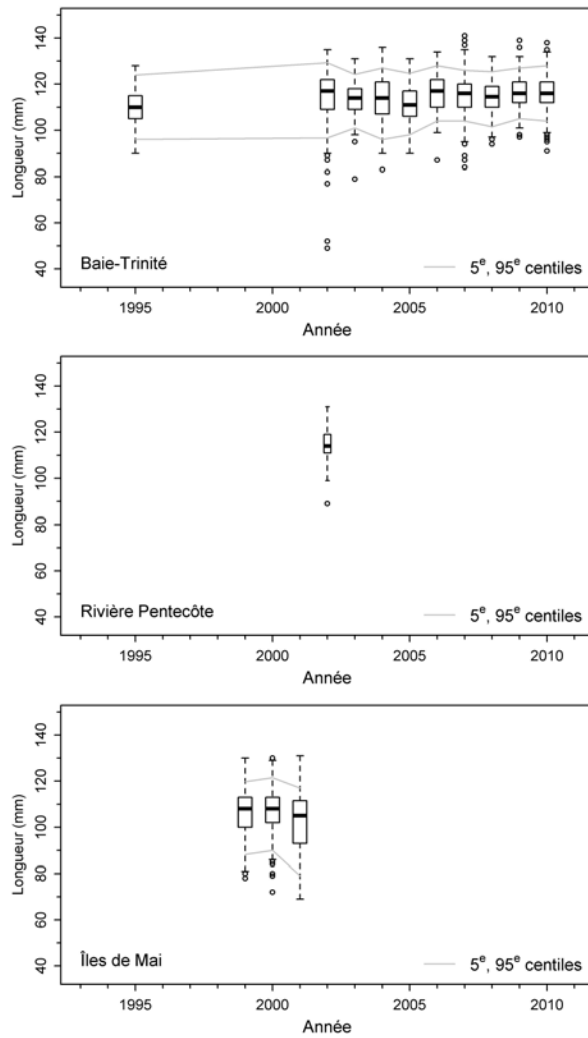 140
120
100
80
60
40
Longueur (mm)
Baie-Trinité
5e, 95e centiles
1995 2000 2005 2010
Année
140
120
100
80
60
40
Longueur (mm)
Rivière Pentecôte
5e, 95e centiles
1995 2000 2005 2010
Année
140
120
100
80
60
40
Longueur (mm)
Îles de Mai
5e, 95e centiles
1995 2000 2005 2010
Année